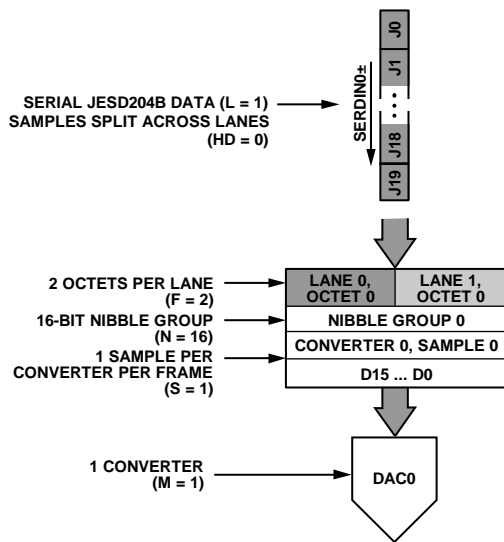 J0
J1
SERIAL JESD204B DATA (L = 1)
SAMPLES SPLIT ACROSS LANES
(HD = 0)
SERDIN0±
J18
J19
2 OCTETS PER LANE
(F = 2)
LANE 0,
OCTET 0
LANE 1,
OCTET 0
16-BIT NIBBLE GROUP
(N = 16)
NIBBLE GROUP 0
1 SAMPLE PER
CONVERTER PER FRAME
(S = 1)
CONVERTER 0, SAMPLE 0
D15 ... D0
1 CONVERTER
(M = 1)
DAC0